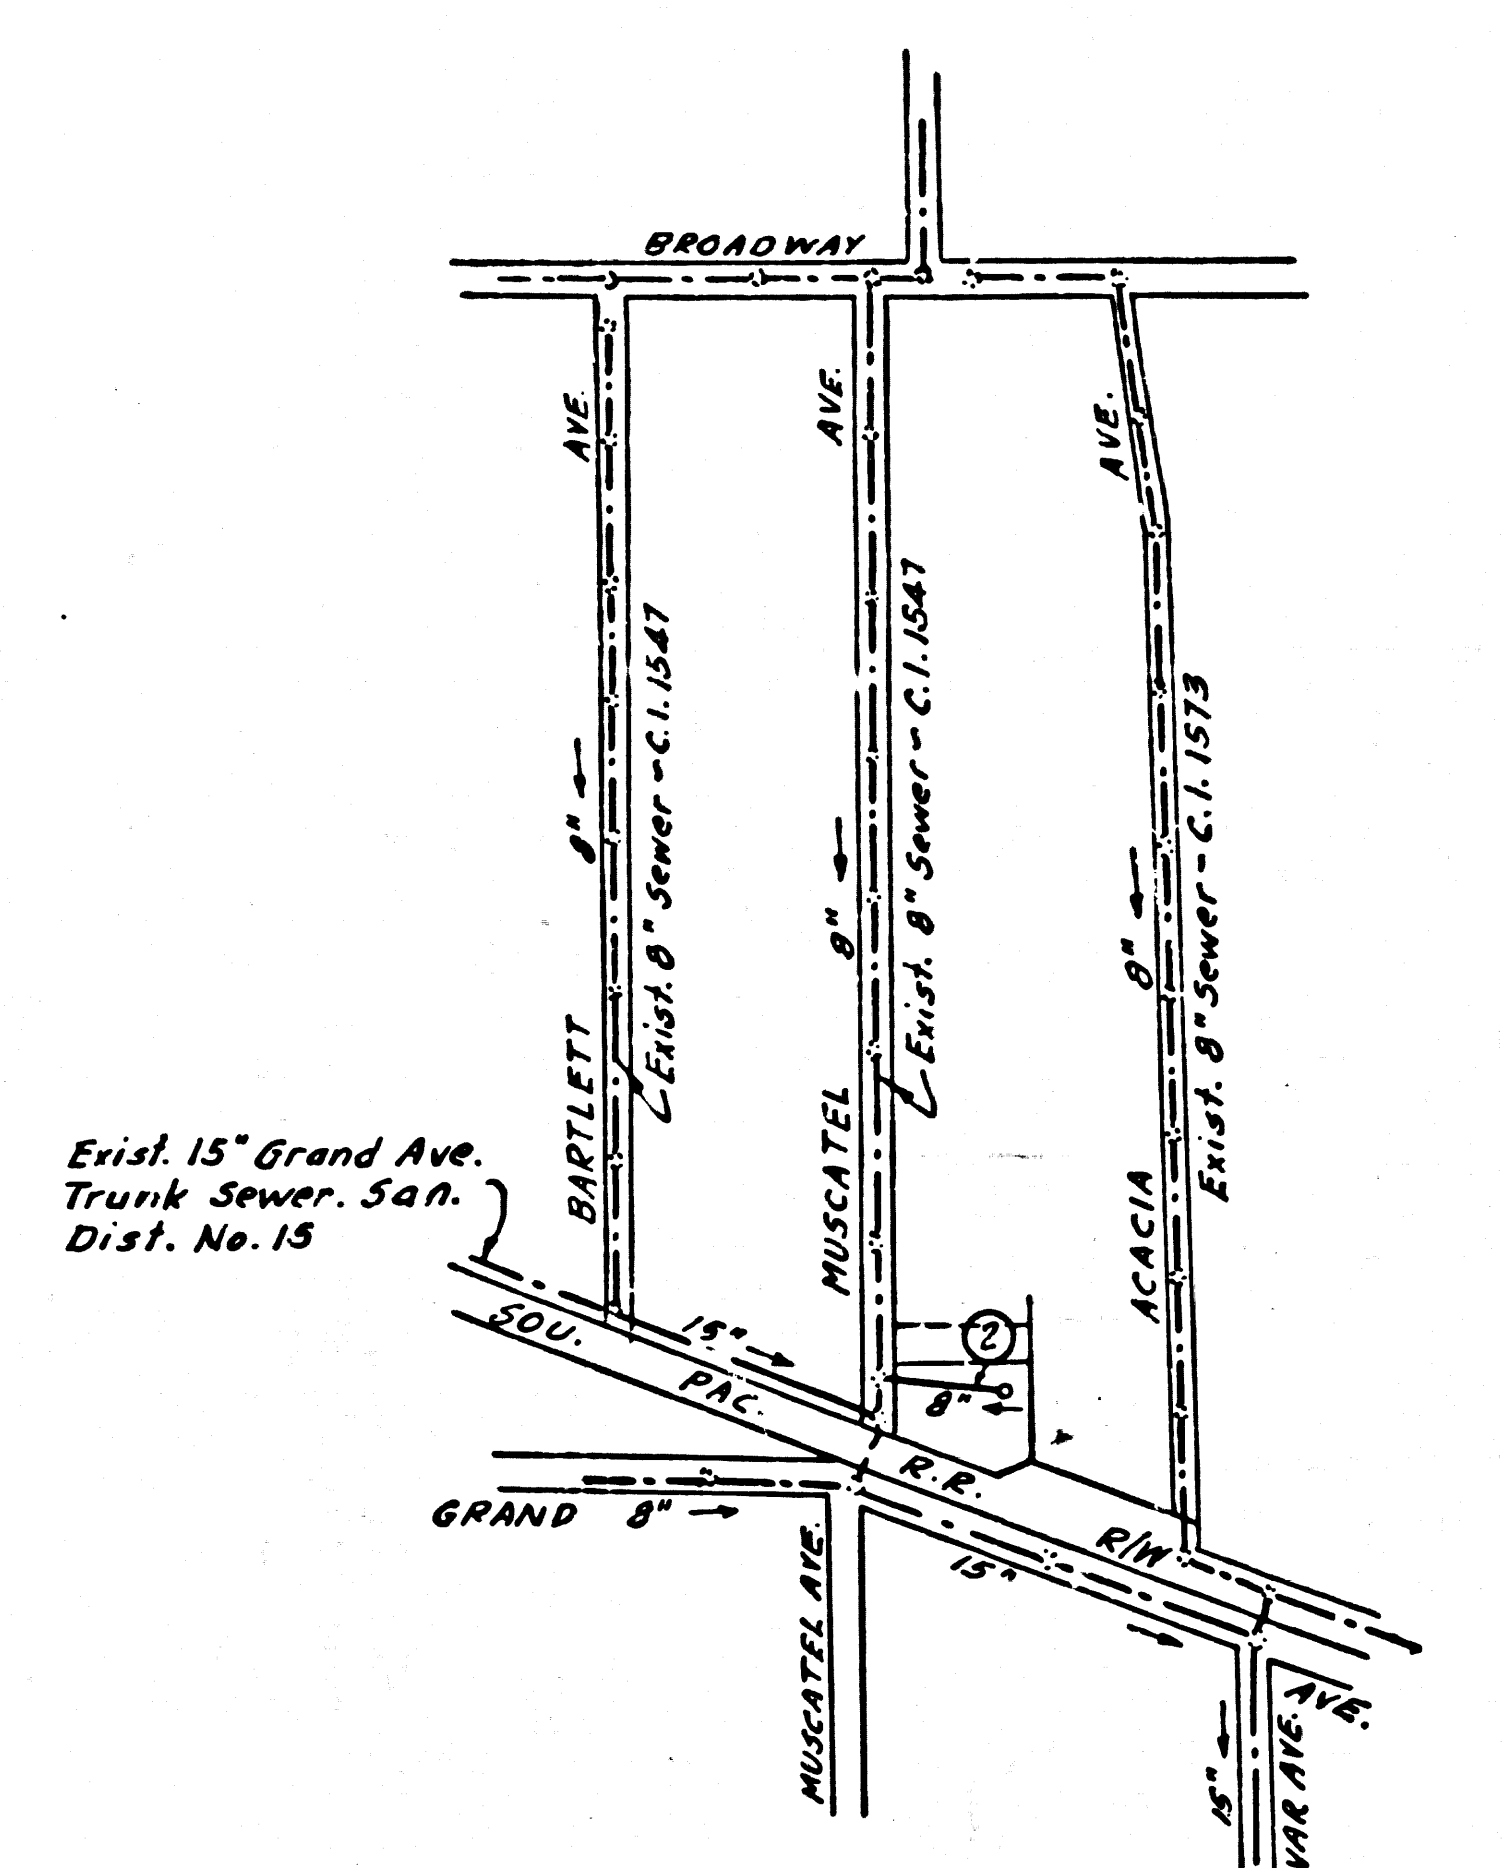 BROADWAY
AVE.
AVE.
AVE.
Exist. 8" Sewer - C.I. 1547
Exist. 8" Sewer - C.I. 1547
Exist. 8" Sewer - C.I. 1573
8"
8"
8"
BARTLETT
MUSCATEL
ACACIA
Exist. 15" Grand Ave.
Trunk Sewer. San.
Dist. No. 15
SOU.
PAC.
R.R.
R/W
15"
2
8"
GRAND
8"
15"
MUSCATEL AVE.
AVE.
15"
VAR AVE.